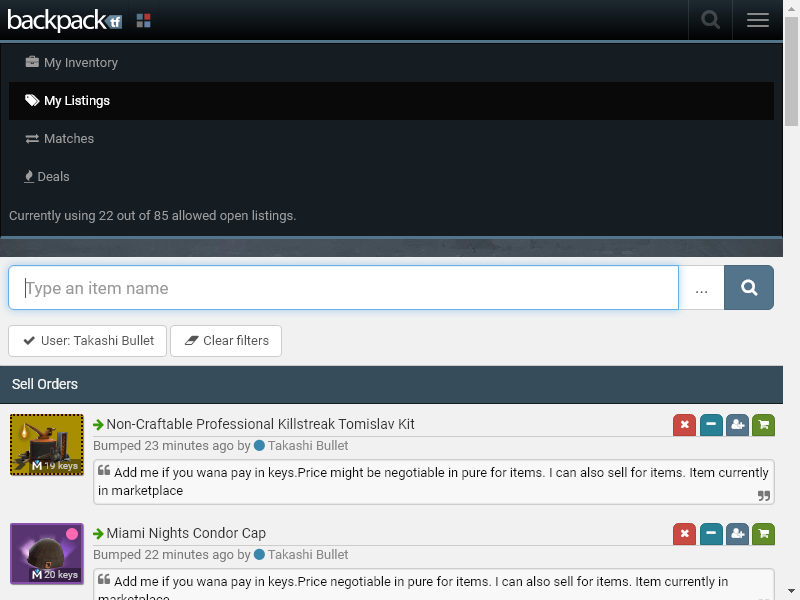 backpack tf
My Inventory
My Listings
Matches
Deals
Currently using 22 out of 85 allowed open listings.
Type an item name
...
User: Takashi Bullet
Clear filters
Sell Orders
Non-Craftable Professional Killstreak Tomislav Kit
19 keys
Bumped 23 minutes ago by Takashi Bullet
Add me if you wana pay in keys.Price might be negotiable in pure for items. I can also sell for items. Item currently
in marketplace
Miami Nights Condor Cap
20 keys
Bumped 22 minutes ago by Takashi Bullet
Add me if you wana pay in keys.Price negotiable in pure for items. I can also sell for items. Item currently in
marketplace